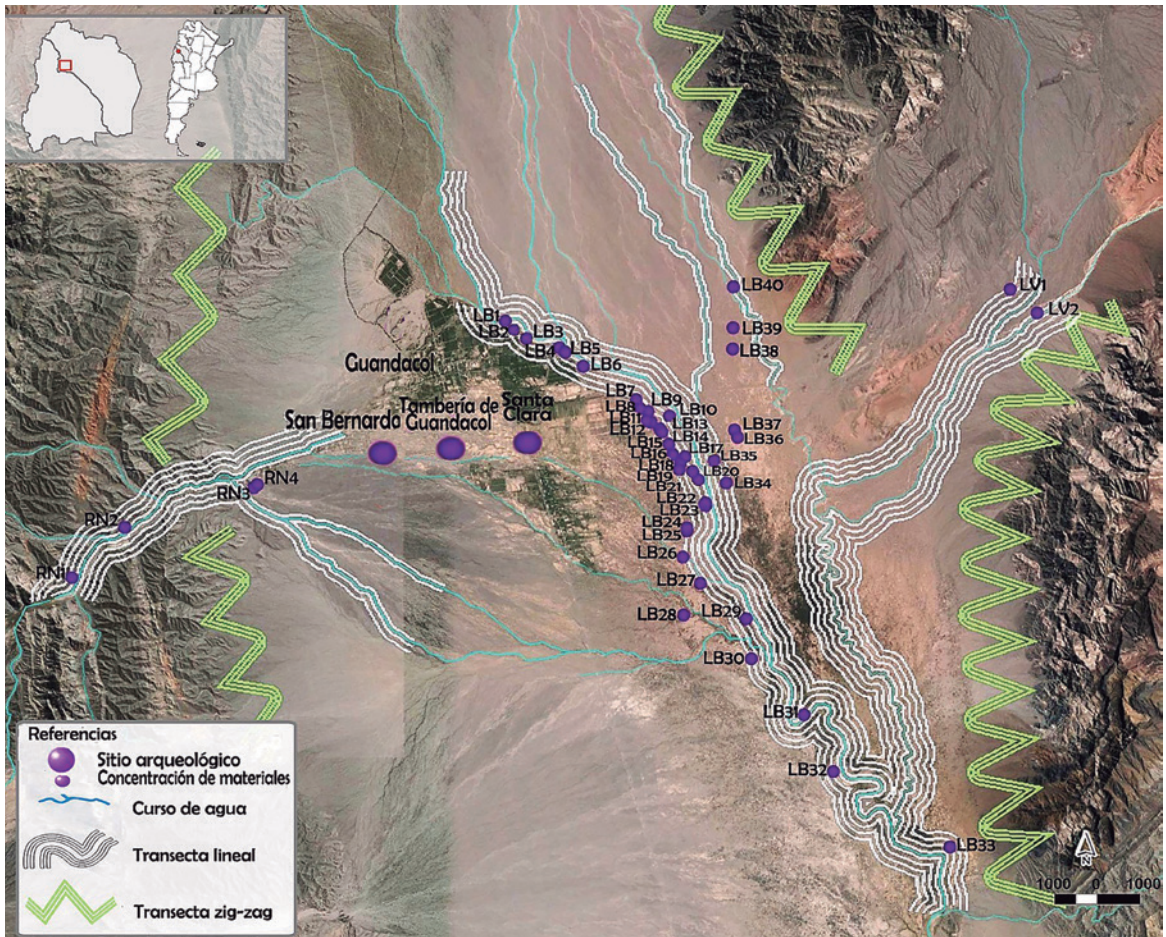 LB40
LV1
LV2
LB39
LB1
LB2
LB3
LB38
LB4
LB5
LB6
Guandacol
LB7
LB9
LB8
LB10
San Bernardo
Tambería de
Guandacol
Santa
Clara
LB13
LB12
LB37
LB36
LB14
LB15
LB17
LB16
LB35
LB18
LB20
LB19
LB34
LB21
RN4
RN3
LB22
LB23
RN2
LB24
LB25
LB26
RN1
LB27
LB28
LB29
LB30
LB31
LB32
LB33
Referencias
Sitio arqueológico
Concentración de materiales
Curso de agua
Transecta lineal
Transecta zig-zag
N
1000 0 1000